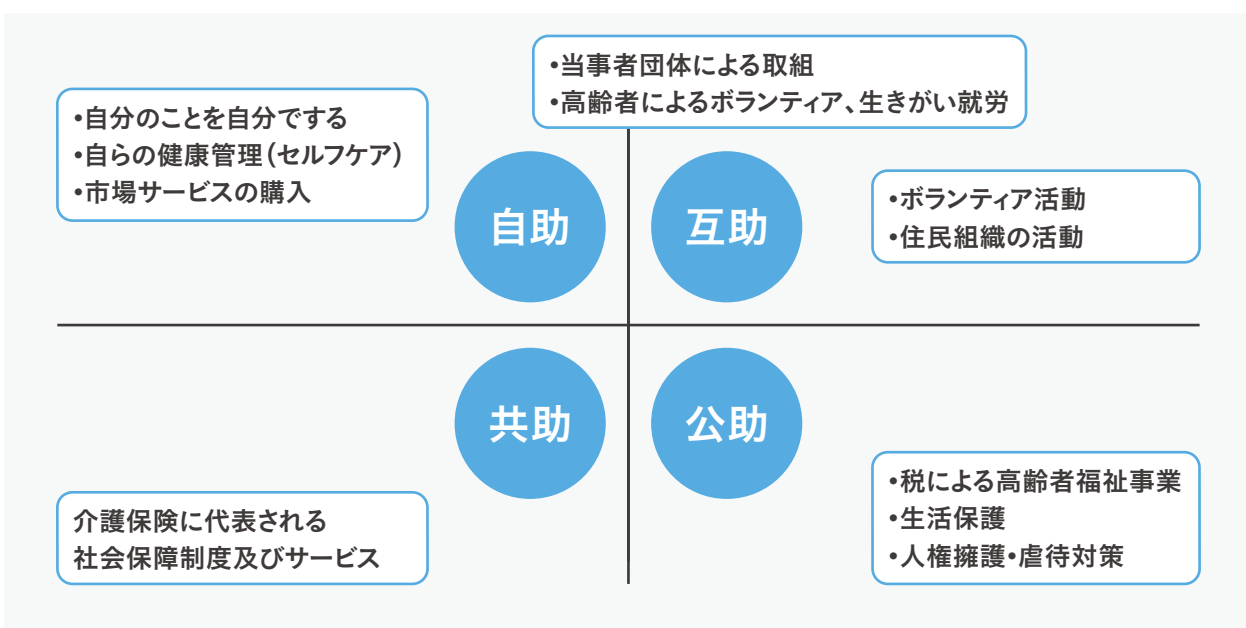 •当事者団体による取組
•高齢者によるボランティア、生きがい就労
•自分のことを自分でする
•自らの健康管理(セルフケア)
•市場サービスの購入
自助
互助
•ボランティア活動
•住民組織の活動
共助
公助
介護保険に代表される
社会保障制度及びサービス
•税による高齢者福祉事業
•生活保護
•人権擁護•虐待対策